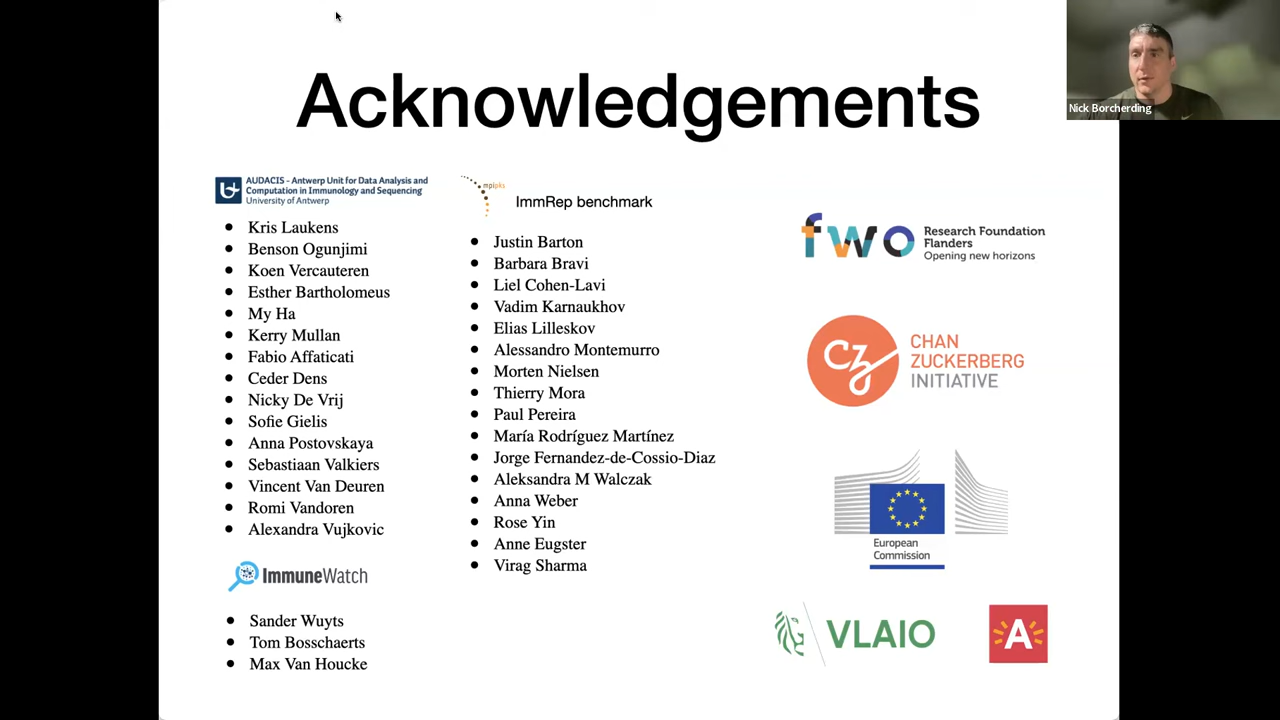 Acknowledgements
Nick Borcherding
AUDACIS - Antwerp Unit for Data Analysis and
Computation in Immunology and Sequencing
University of Antwerp
Kris Laukens
Benson Ogunjimi
Koen Vercauteren
Esther Bartholomeus
My Ha
Kerry Mullan
Fabio Affaticati
Ceder Dens
Nicky De Vrij
Sofie Gielis
Anna Postovskaya
Sebastiaan Valkiers
Vincent Van Deuren
Romi Vandoren
Alexandra Vujkovic
ImmuneWatch
Sander Wuyts
Tom Bosschaerts
Max Van Houcke
mpipks
ImmRep benchmark
Justin Barton
Barbara Bravi
Liel Cohen-Lavi
Vadim Karnaukhov
Elias Lilleskov
Alessandro Montemurro
Morten Nielsen
Thierry Mora
Paul Pereira
María Rodríguez Martínez
Jorge Fernandez-de-Cossio-Diaz
Aleksandra M Walczak
Anna Weber
Rose Yin
Anne Eugster
Virag Sharma
fwo
Research Foundation
Flanders
Opening new horizons
cz
CHAN
ZUCKERBERG
INITIATIVE
European
Commission
VLAIO
A